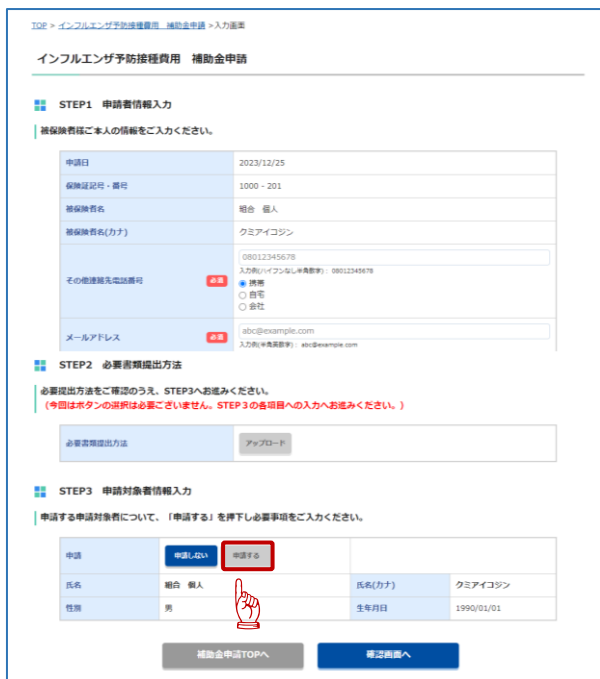 TOP > インフルエンザ予防接種費用　補助金申請 >入力画面
インフルエンザ予防接種費用　補助金申請
STEP1　申請者情報入力
被保険者様ご本人の情報をご入力ください。
申請日　2023/12/25
保険証記号・番号　1000 - 201
被保険者名　組合　個人
被保険者名(カナ)　クミアイコジン
08012345678
入力例(ハイフンなし半角数字)： 08012345678
その他連絡先電話番号　必須　携帯
自宅
会社
メールアドレス　必須　abc@example.com
入力例(半角英数字)： abc@example.com
STEP2　必要書類提出方法
必要提出方法をご確認のうえ、STEP3へお進みください。
（今回はボタンの選択は必要ございません。STEP３の各項目への入力へお進みください。）
必要書類提出方法　アップロード
STEP3　申請対象者情報入力
申請する申請対象者について、「申請する」を押下し必要事項をご入力ください。
申請　申請しない　申請する
氏名　組合　個人　氏名(カナ)　クミアイコジン
性別　男　生年月日　1990/01/01
補助金申請TOPへ　確認画面へ